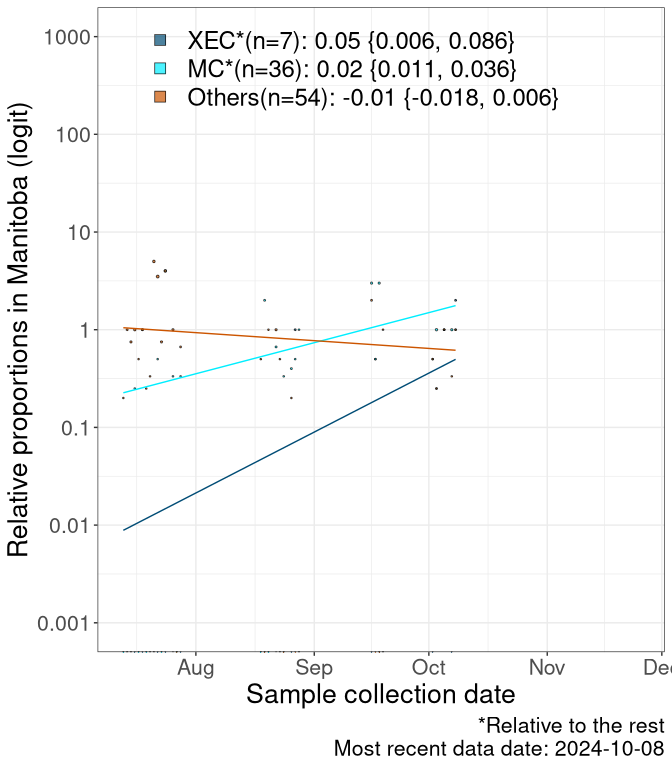 XEC*(n=7): 0.05 {0.006, 0.086}
MC*(n=36): 0.02 {0.011, 0.036}
Others(n=54): -0.01 {-0.018, 0.006}
Relative proportions in Manitoba (logit)
1000
100
10
1
0.1
0.01
0.001
Aug Sep Oct Nov Dec
Sample collection date
*Relative to the rest
Most recent data date: 2024-10-08